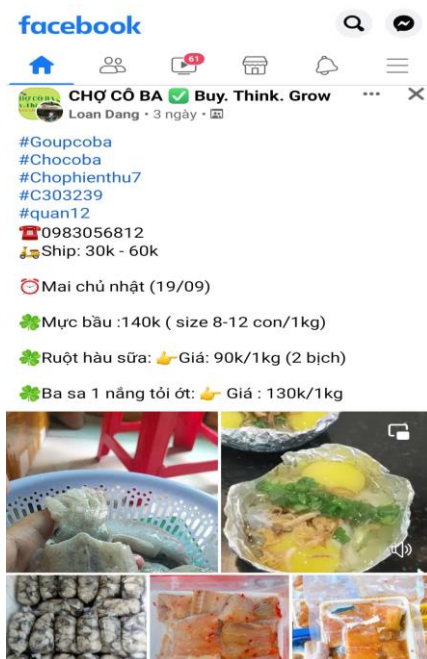 facebook
61
CHỢ CÔ BA ✅ Buy. Think. Grow
Loan Dang · 3 ngày ·
#Goupcoba
#Chocoba
#Chophienthu7
#C303239
#quan12
☎️0983056812
🛵Ship: 30k - 60k
⏰Mai chủ nhật (19/09)
🍀Mực bầu :140k ( size 8-12 con/1kg)
🍀Ruột hàu sữa: 👉Giá: 90k/1kg (2 bịch)
🍀Ba sa 1 nắng tỏi ớt: 👉 Giá : 130k/1kg